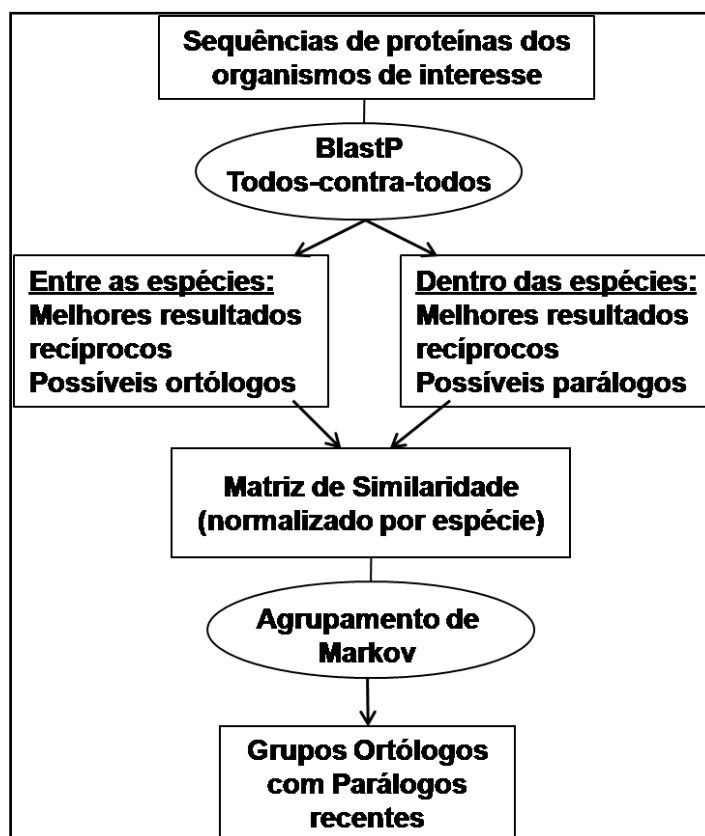 Sequências de proteínas dos
organismos de interesse
BlastP
Todos-contra-todos
Entre as espécies:
Melhores resultados
recíprocos
Possíveis ortólogos
Dentro das espécies:
Melhores resultados
recíprocos
Possíveis parálogos
Matriz de Similaridade
(normalizado por espécie)
Agrupamento de
Markov
Grupos Ortólogos
com Parálogos
recentes